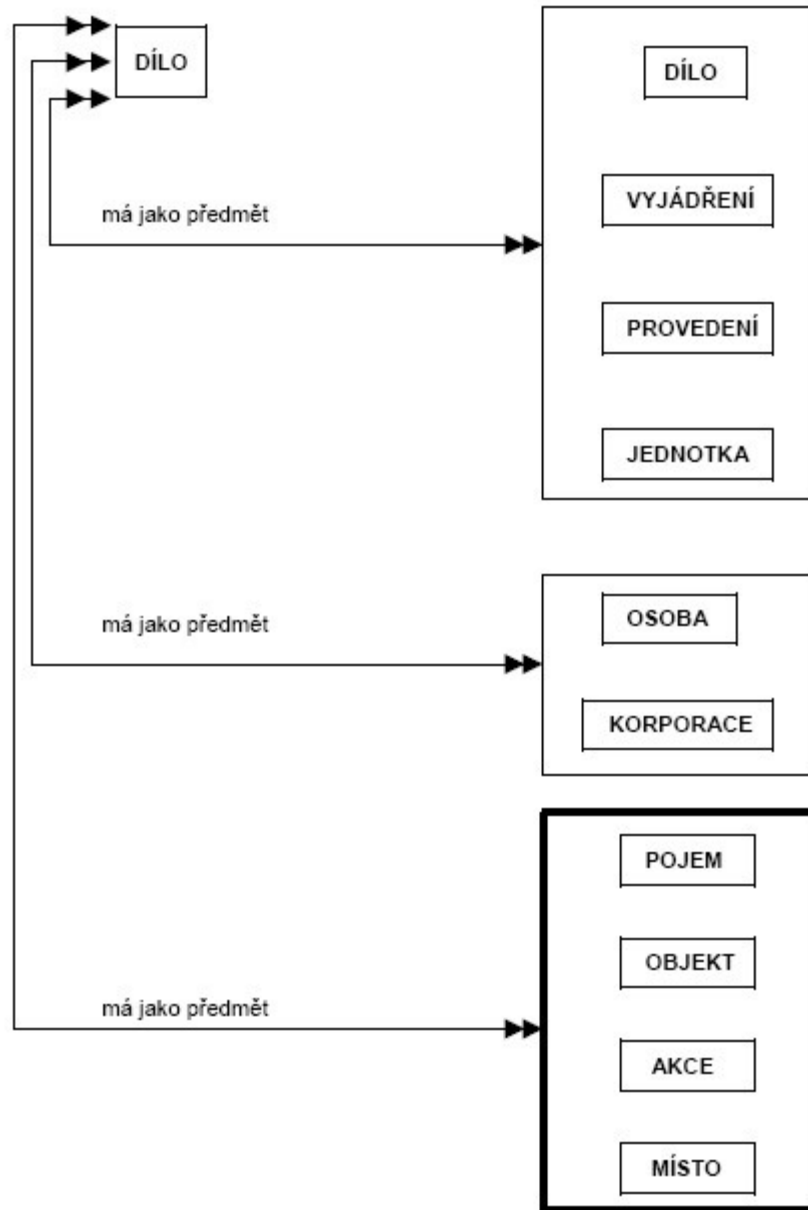 DÍLO
DÍLO
VYJÁDŘENÍ
má jako předmět
PROVEDENÍ
JEDNOTKA
má jako předmět
OSOBA
KORPORACE
POJEM
OBJEKT
má jako předmět
AKCE
MÍSTO